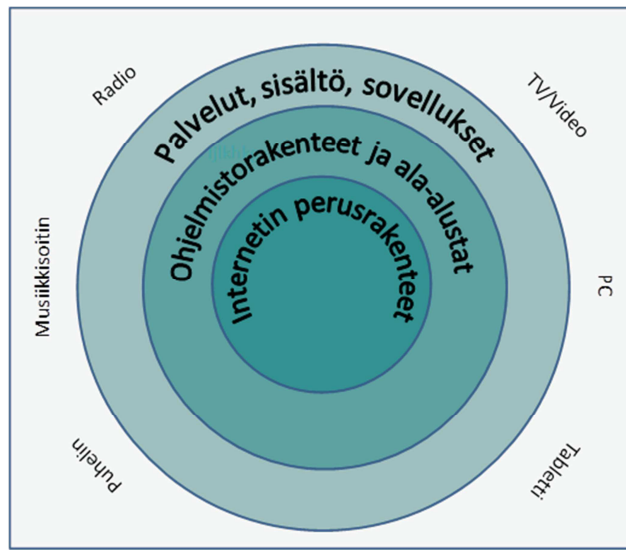 Radio
TV/Video
Palvelut, sisältö, sovellukset
Ohjelmistorakenteet ja ala-alustat
Internetin perusrakenteet
Musiikkisoitin
PC
Puhelin
Tabletti